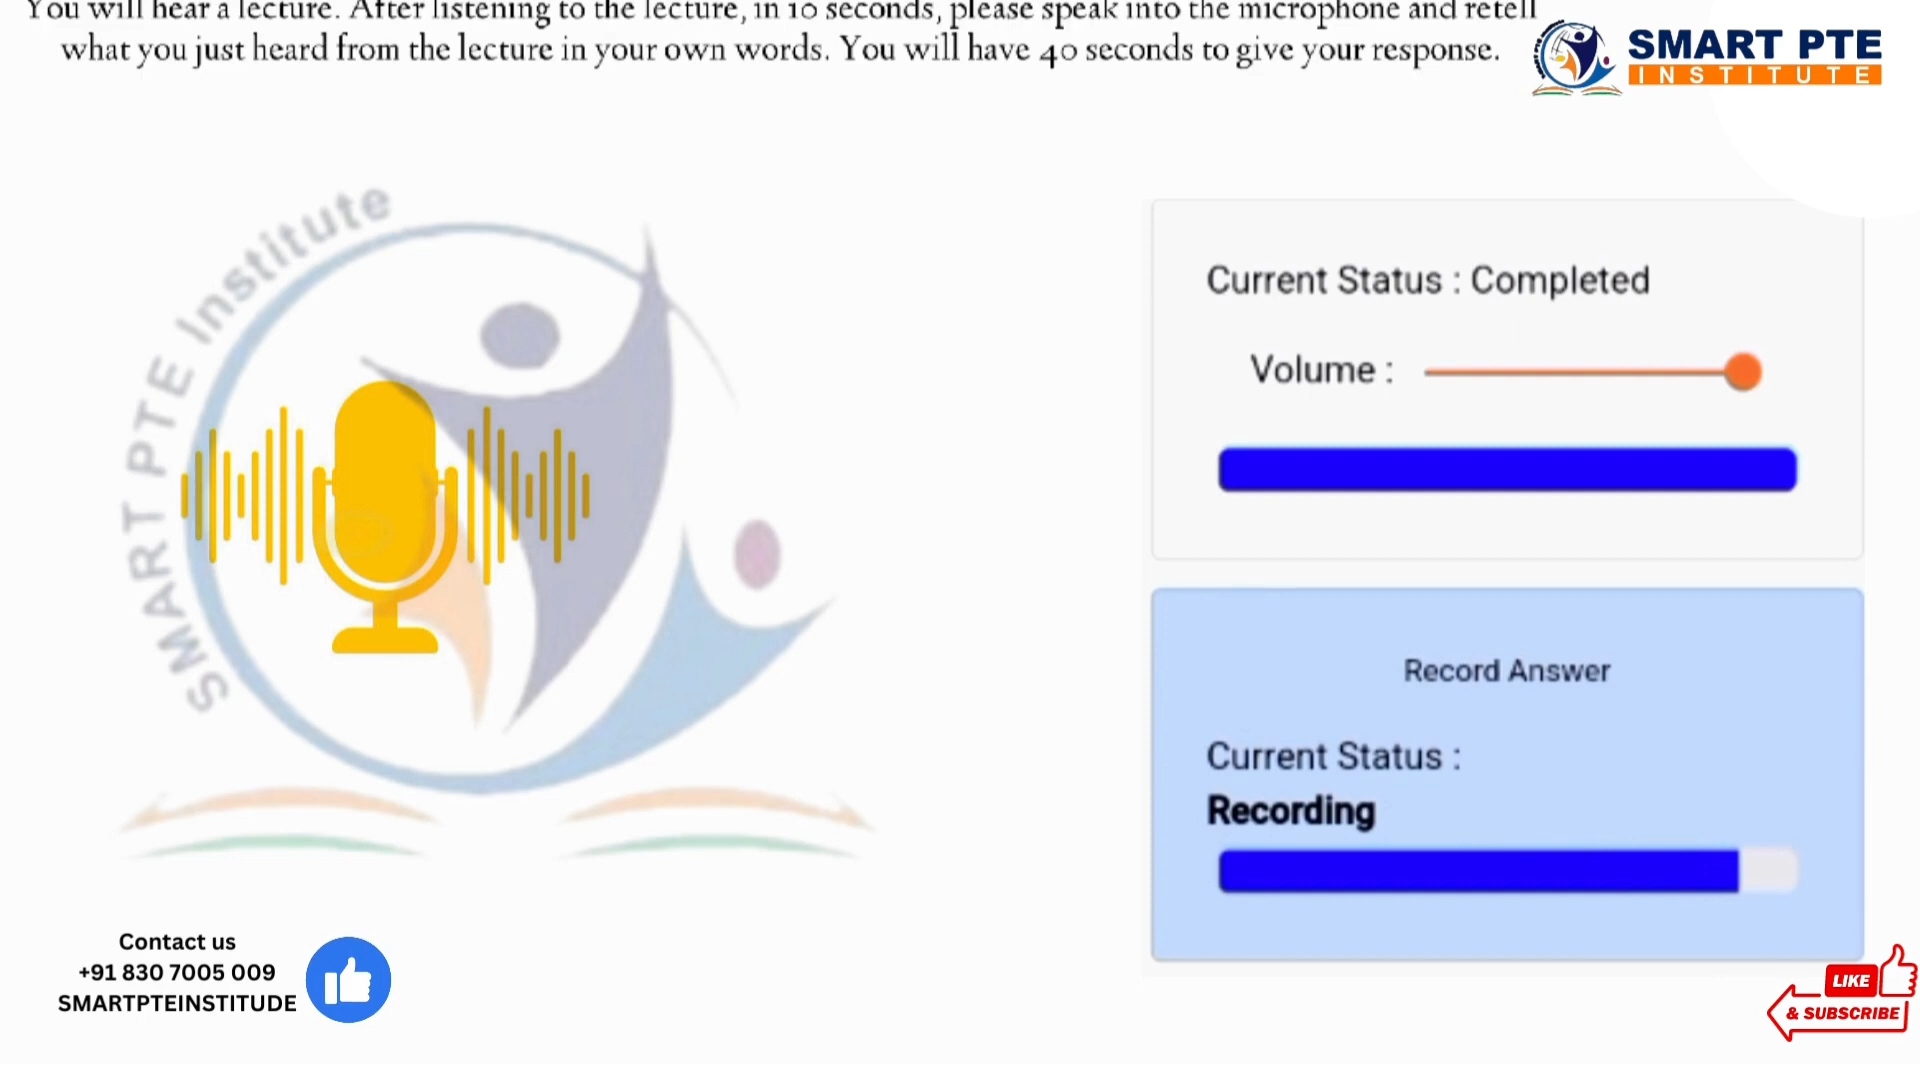 You will hear a lecture. After listening to the lecture, in 10 seconds, please speak into the microphone and retell
what you just heard from the lecture in your own words. You will have 40 seconds to give your response.
SMART PTE
INSTITUTE
SMART PTE Institute
Current Status : Completed
Volume :
Record Answer
Current Status :
Recording
Contact us
+91 830 7005 009
SMARTPTEINSTITUDE
LIKE
& SUBSCRIBE